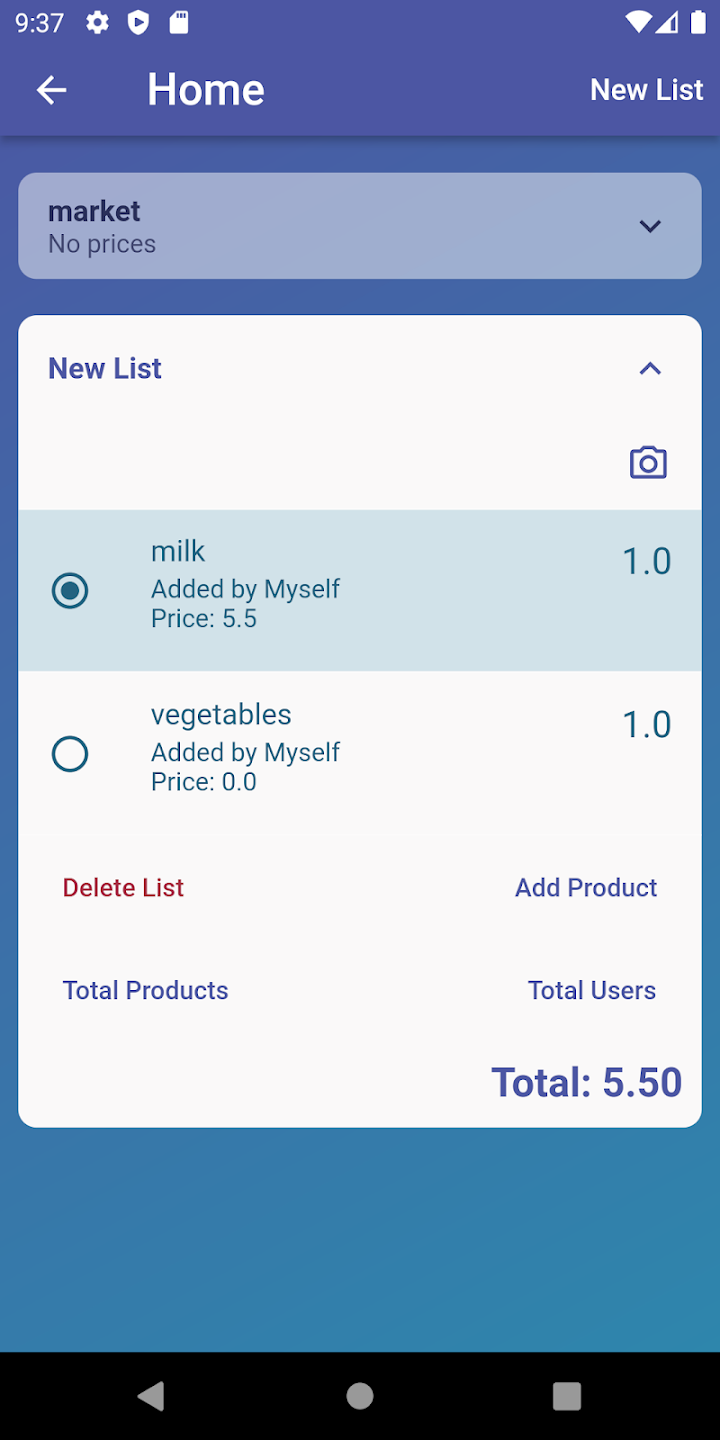 9:37
Home
New List
market
No prices
New List
milk
1.0
Added by Myself
Price: 5.5
vegetables
1.0
Added by Myself
Price: 0.0
Delete List
Add Product
Total Products
Total Users
Total: 5.50